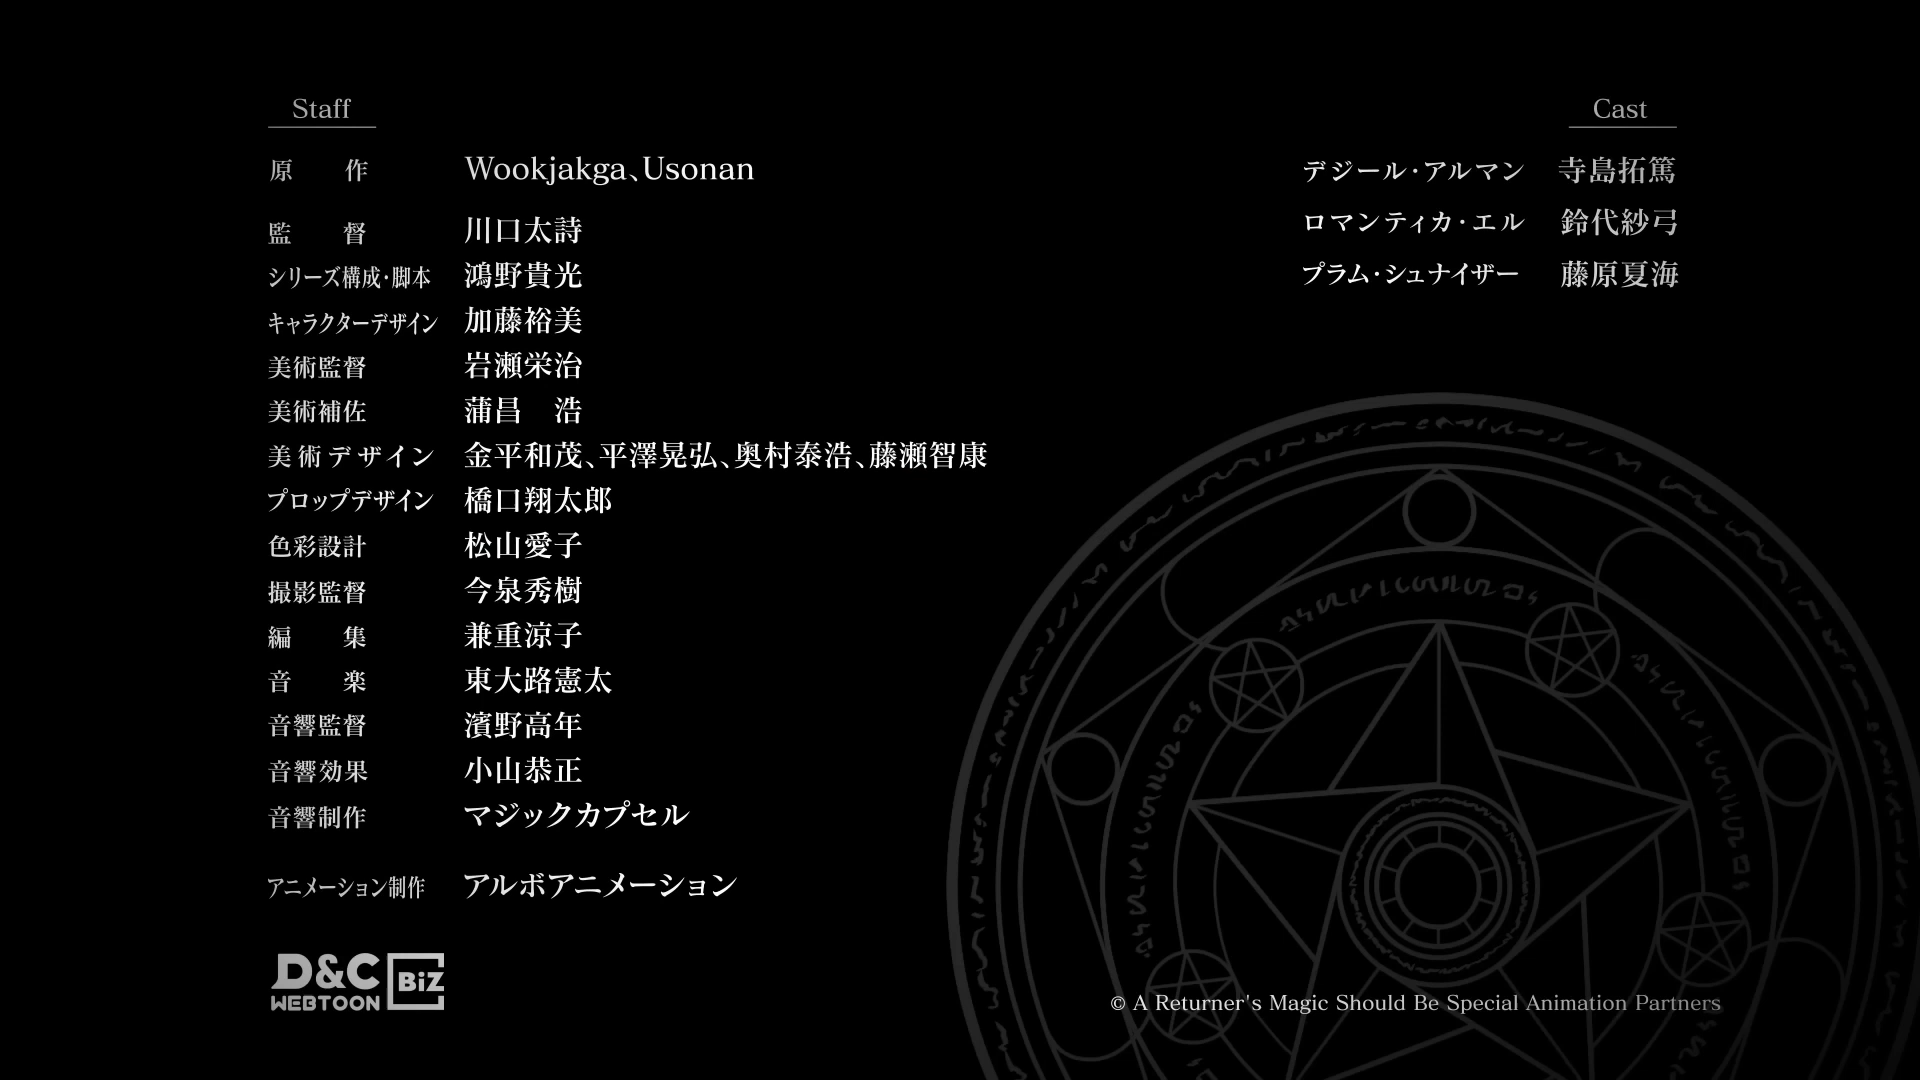 Staff
原作 Wookjakga、Usonan
監督 川口太詩
シリーズ構成・脚本 鴻野貴光
キャラクターデザイン 加藤裕美
美術監督 岩瀬栄治
美術補佐 蒲昌　浩
美術デザイン 金平和茂、平澤晃弘、奥村泰浩、藤瀬智康
プロップデザイン 橋口翔太郎
色彩設計 松山愛子
撮影監督 今泉秀樹
編集 兼重涼子
音楽 東大路憲太
音響監督 濱野高年
音響効果 小山恭正
音響制作 マジックカプセル
アニメーション制作 アルボアニメーション
D&C WEBTOON BiZ
Cast
デジール・アルマン 寺島拓篤
ロマンティカ・エル 鈴代紗弓
プラム・シュナイザー 藤原夏海
© A Returner's Magic Should Be Special Animation Partners